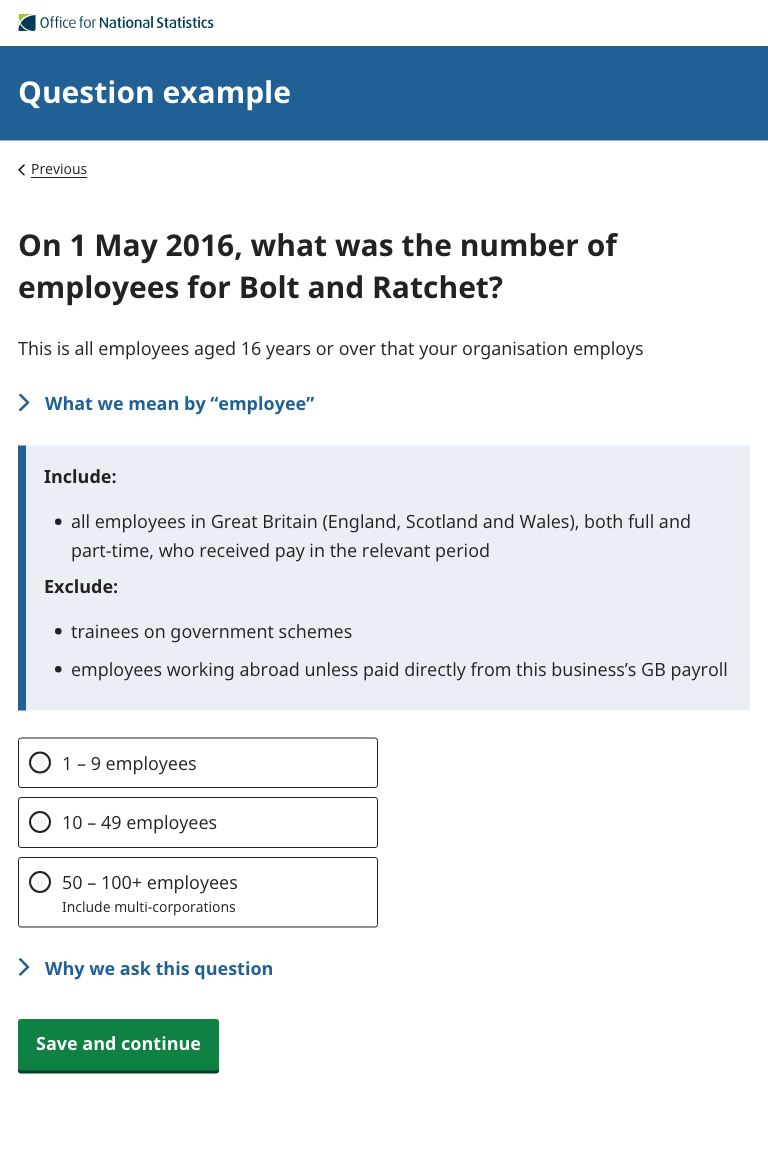 Office for National Statistics
Question example
Previous
On 1 May 2016, what was the number of
employees for Bolt and Ratchet?
This is all employees aged 16 years or over that your organisation employs
What we mean by “employee”
Include:
• all employees in Great Britain (England, Scotland and Wales), both full and
part-time, who received pay in the relevant period
Exclude:
• trainees on government schemes
• employees working abroad unless paid directly from this business’s GB payroll
1 – 9 employees
10 – 49 employees
50 – 100+ employees
Include multi-corporations
Why we ask this question
Save and continue